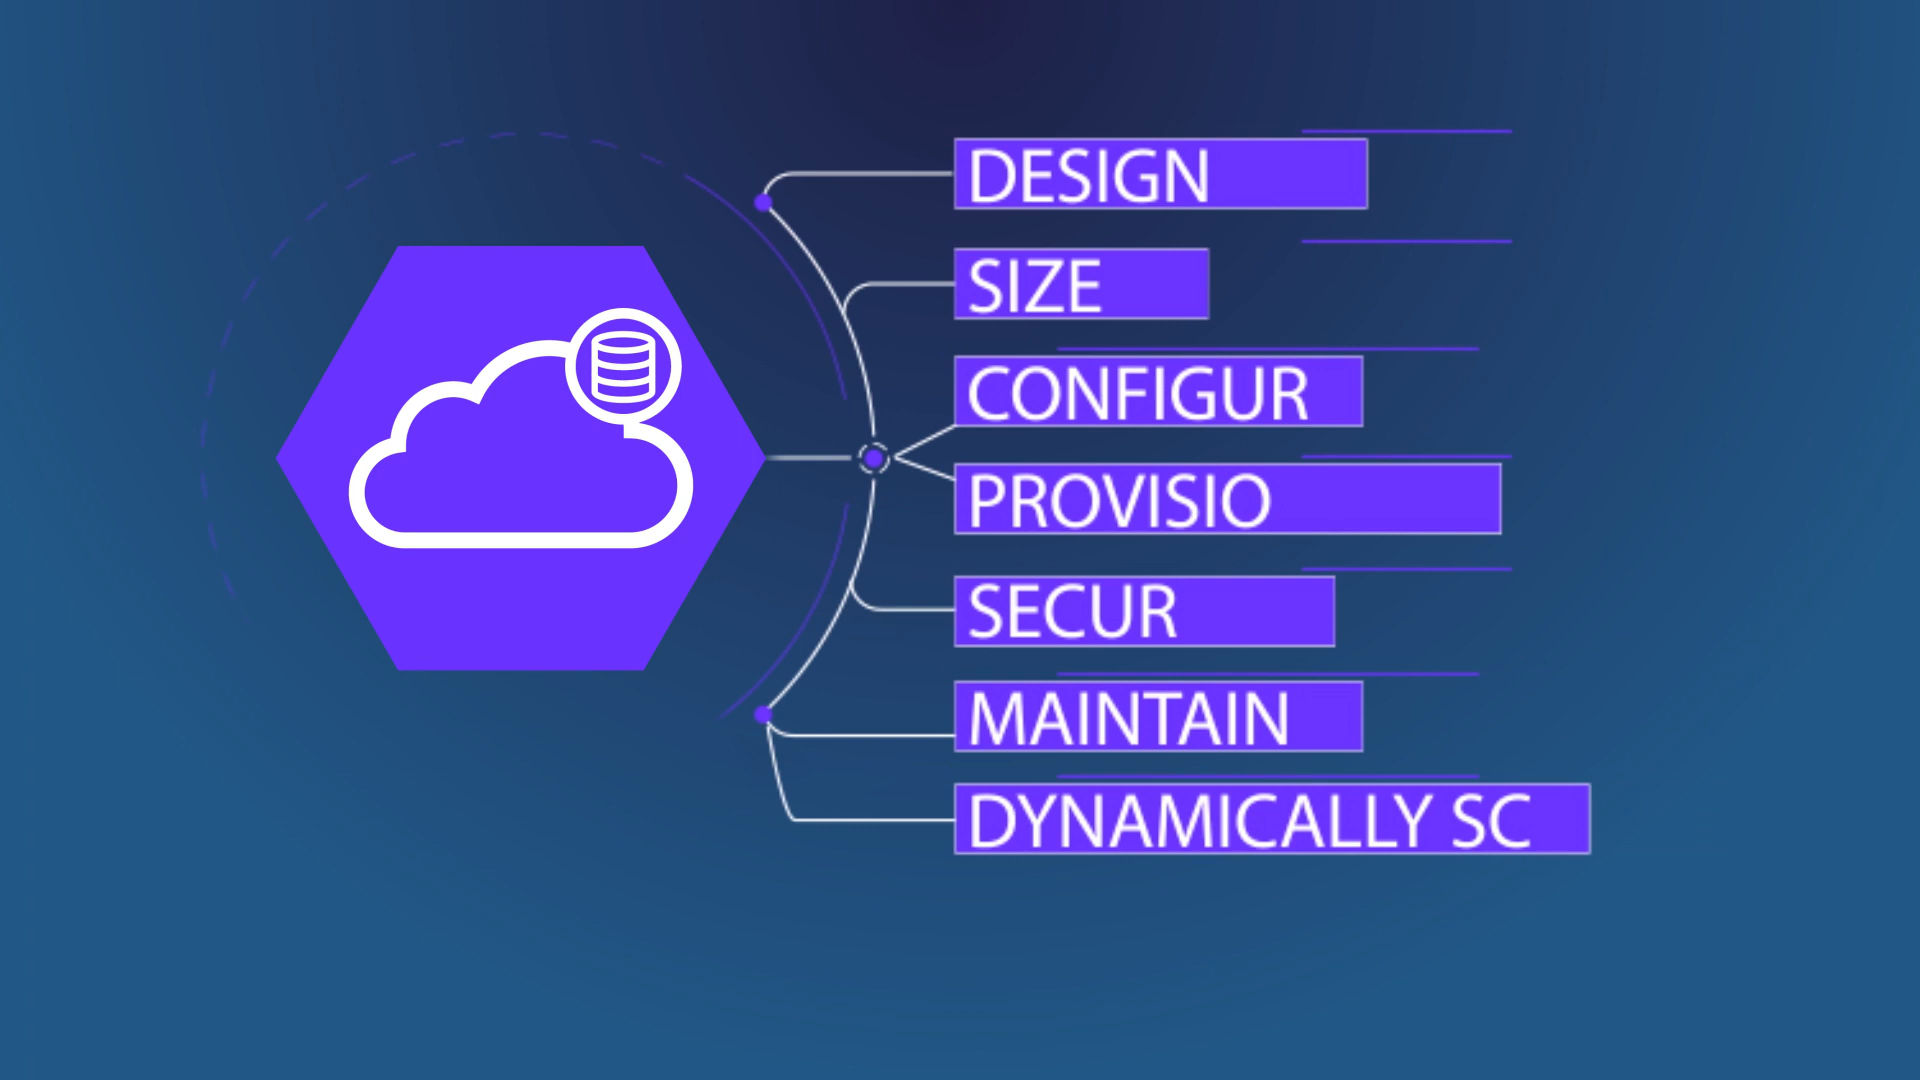 DESIGN
SIZE
CONFIGUR
PROVISIO
SECUR
MAINTAIN
DYNAMICALLY SC